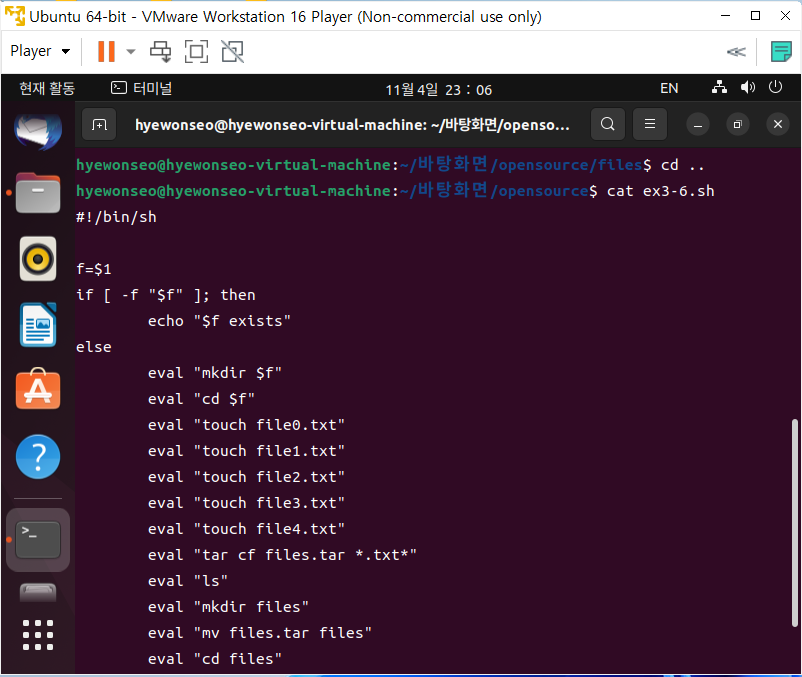 Ubuntu 64-bit - VMware Workstation 16 Player (Non-commercial use only)
Player
현재 활동 터미널 11월 4일 23 : 06 EN
hyewonseo@hyewonseo-virtual-machine: ~/바탕화면/openso...
hyewonseo@hyewonseo-virtual-machine:~/바탕화면/opensource/files$ cd ..
hyewonseo@hyewonseo-virtual-machine:~/바탕화면/opensource$ cat ex3-6.sh
#!/bin/sh
f=$1
if [ -f "$f" ]; then
echo "$f exists"
else
eval "mkdir $f"
eval "cd $f"
eval "touch file0.txt"
eval "touch file1.txt"
eval "touch file2.txt"
eval "touch file3.txt"
eval "touch file4.txt"
eval "tar cf files.tar *.txt*"
eval "ls"
eval "mkdir files"
eval "mv files.tar files"
eval "cd files"